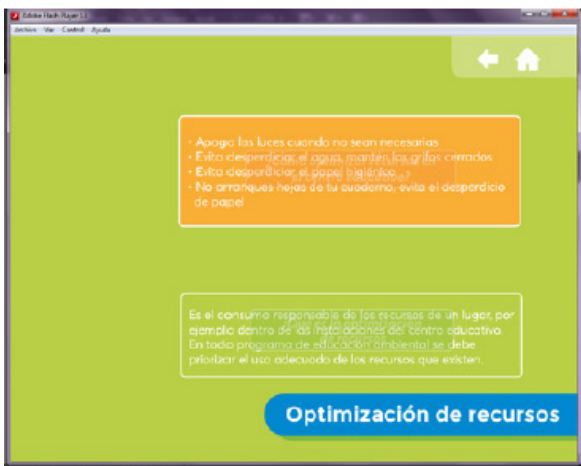 Adobe Flash Player 11
Archivo Ver Control Ayuda
• Apaga las luces cuando no sean necesarias
• Evita desperdiciar el agua, mantén los grifos cerrados
• Evita desperdiciar el papel higiénico
• No arranques hojas de tu cuaderno, evita el desperdicio
de papel
Es el consumo responsable de los recursos de un lugar, por
ejemplo dentro de las instalaciones del centro educativo.
En todo programa de educación ambiental se debe
priorizar el uso adecuado de los recursos que existen.
Optimización de recursos